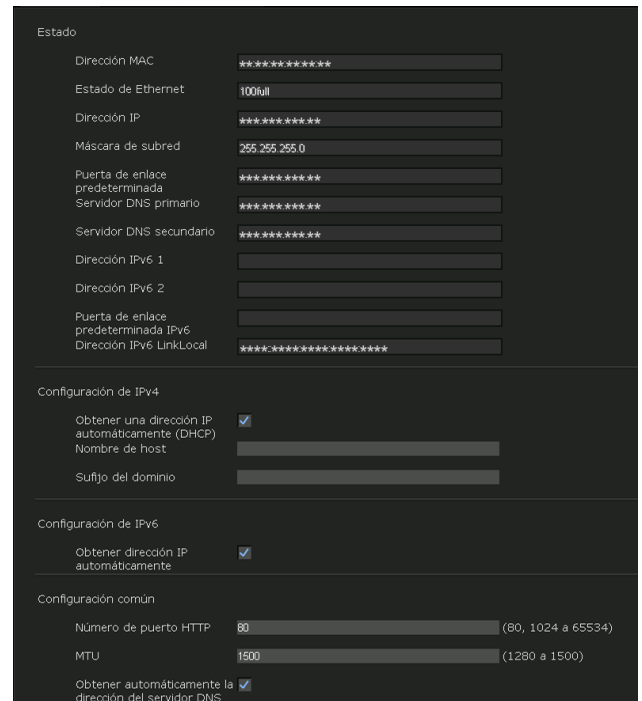 Estado
Dirección MAC **:**:**:**:**:**
Estado de Ethernet 100full
Dirección IP ***.***.***.**
Máscara de subred 255.255.255.0
Puerta de enlace
predeterminada ***.***.***.**
Servidor DNS primario ***.***.***.**
Servidor DNS secundario ***.***.***.**
Dirección IPv6 1
Dirección IPv6 2
Puerta de enlace
predeterminada IPv6
Dirección IPv6 LinkLocal ****:****:****:****:****
Configuración de IPv4
Obtener una dirección IP
automáticamente (DHCP)
Nombre de host
Sufijo del dominio
Configuración de IPv6
Obtener dirección IP
automáticamente
Configuración común
Número de puerto HTTP 80 (80, 1024 a 65534)
MTU 1500 (1280 a 1500)
Obtener automáticamente la
dirección del servidor DNS